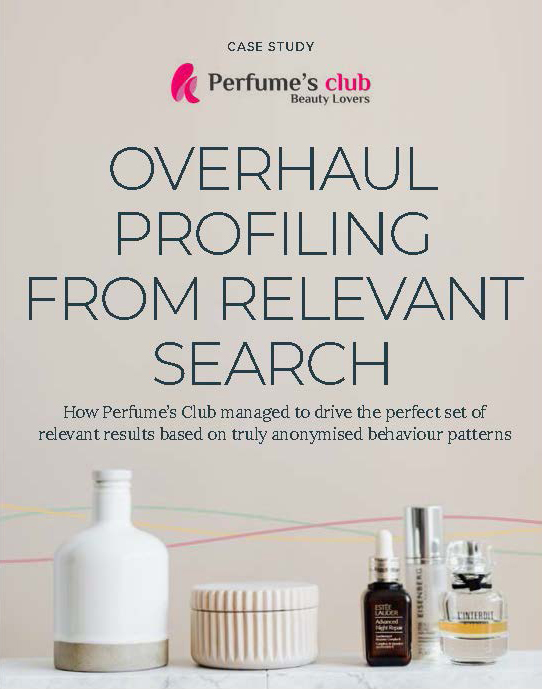 CASE STUDY
Perfume's club
Beauty Lovers
OVERHAUL
PROFILING
FROM RELEVANT
SEARCH
How Perfume's Club managed to drive the perfect set of
relevant results based on truly anonymised behaviour patterns
ESTĒE
LAUDER
Advanced
Night Repair
EISENBERG
L'INTERDIT